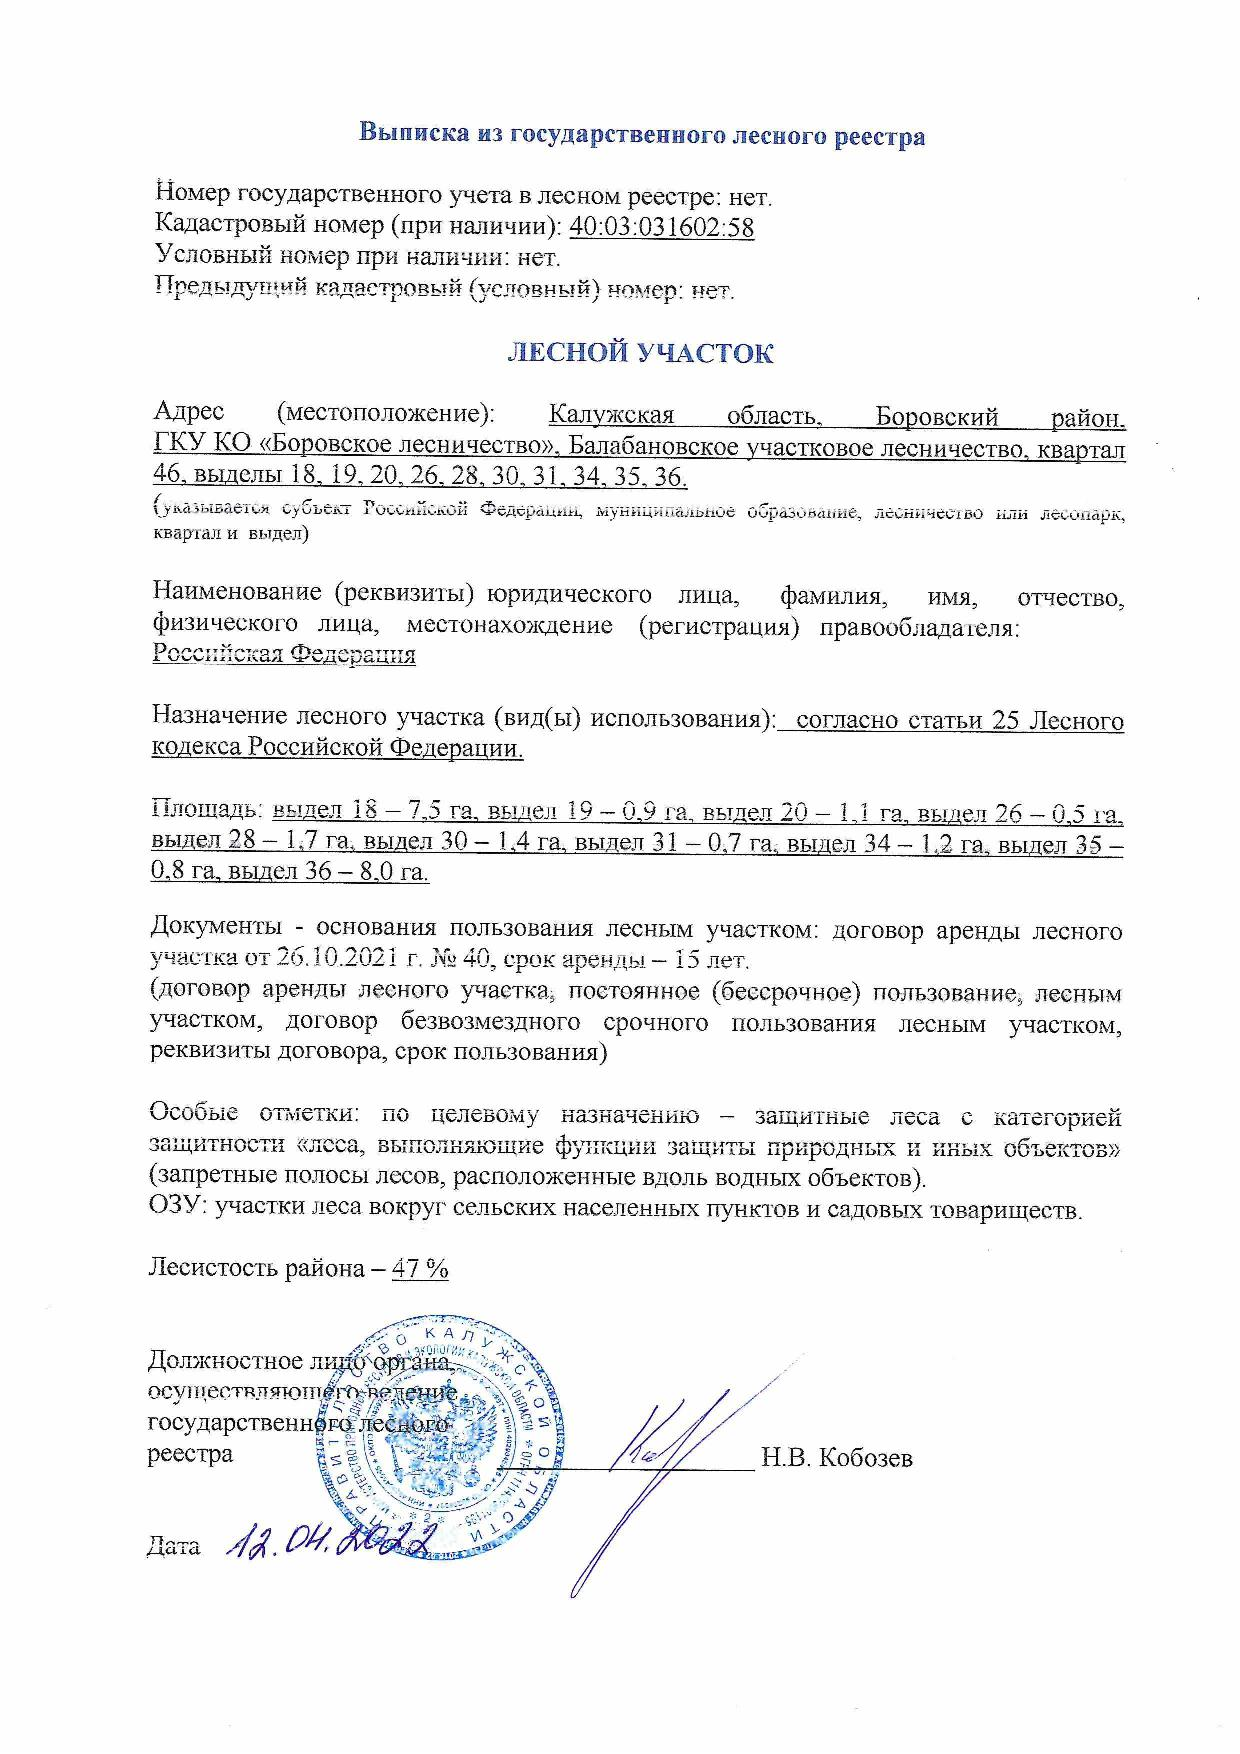 Выписка из государственного лесного реестра
Номер государственного учета в лесном реестре: нет.
Кадастровый номер (при наличии): 40:03:031602:58
Условный номер при наличии: нет.
Предыдущий кадастровый (условный) номер: нет.
ЛЕСНОЙ УЧАСТОК
Адрес (местоположение): Калужская область, Боровский район,
ГКУ КО «Боровское лесничество», Балабановское участковое лесничество, квартал
46, выделы 18, 19, 20, 26, 28, 30, 31, 34, 35, 36.
(указывается субъект Российской Федерации, муниципальное образование, лесничество или лесопарк,
квартал и выдел)
Наименование (реквизиты) юридического лица, фамилия, имя, отчество,
физического лица, местонахождение (регистрация) правообладателя:
Российская Федерация
Назначение лесного участка (вид(ы) использования): согласно статьи 25 Лесного
кодекса Российской Федерации.
Площадь: выдел 18 – 7,5 га, выдел 19 – 0,9 га, выдел 20 – 1,1 га, выдел 26 – 0,5 га,
выдел 28 – 1,7 га, выдел 30 – 1,4 га, выдел 31 – 0,7 га, выдел 34 – 1,2 га, выдел 35 –
0,8 га, выдел 36 – 8,0 га.
Документы - основания пользования лесным участком: договор аренды лесного
участка от 26.10.2021 г. № 40, срок аренды – 15 лет.
(договор аренды лесного участка, постоянное (бессрочное) пользование, лесным
участком, договор безвозмездного срочного пользования лесным участком,
реквизиты договора, срок пользования)
Особые отметки: по целевому назначению – защитные леса с категорией
защитности «леса, выполняющие функции защиты природных и иных объектов»
(запретные полосы лесов, расположенные вдоль водных объектов).
ОЗУ: участки леса вокруг сельских населенных пунктов и садовых товариществ.
Лесистость района – 47 %
Должностное лицо органа,
осуществляющего ведение
государственного лесного
реестра Н.В. Кобозев
Дата 12.04.2022
ПРАВИТЕЛЬСТВО КАЛУЖСКОЙ ОБЛАСТИ